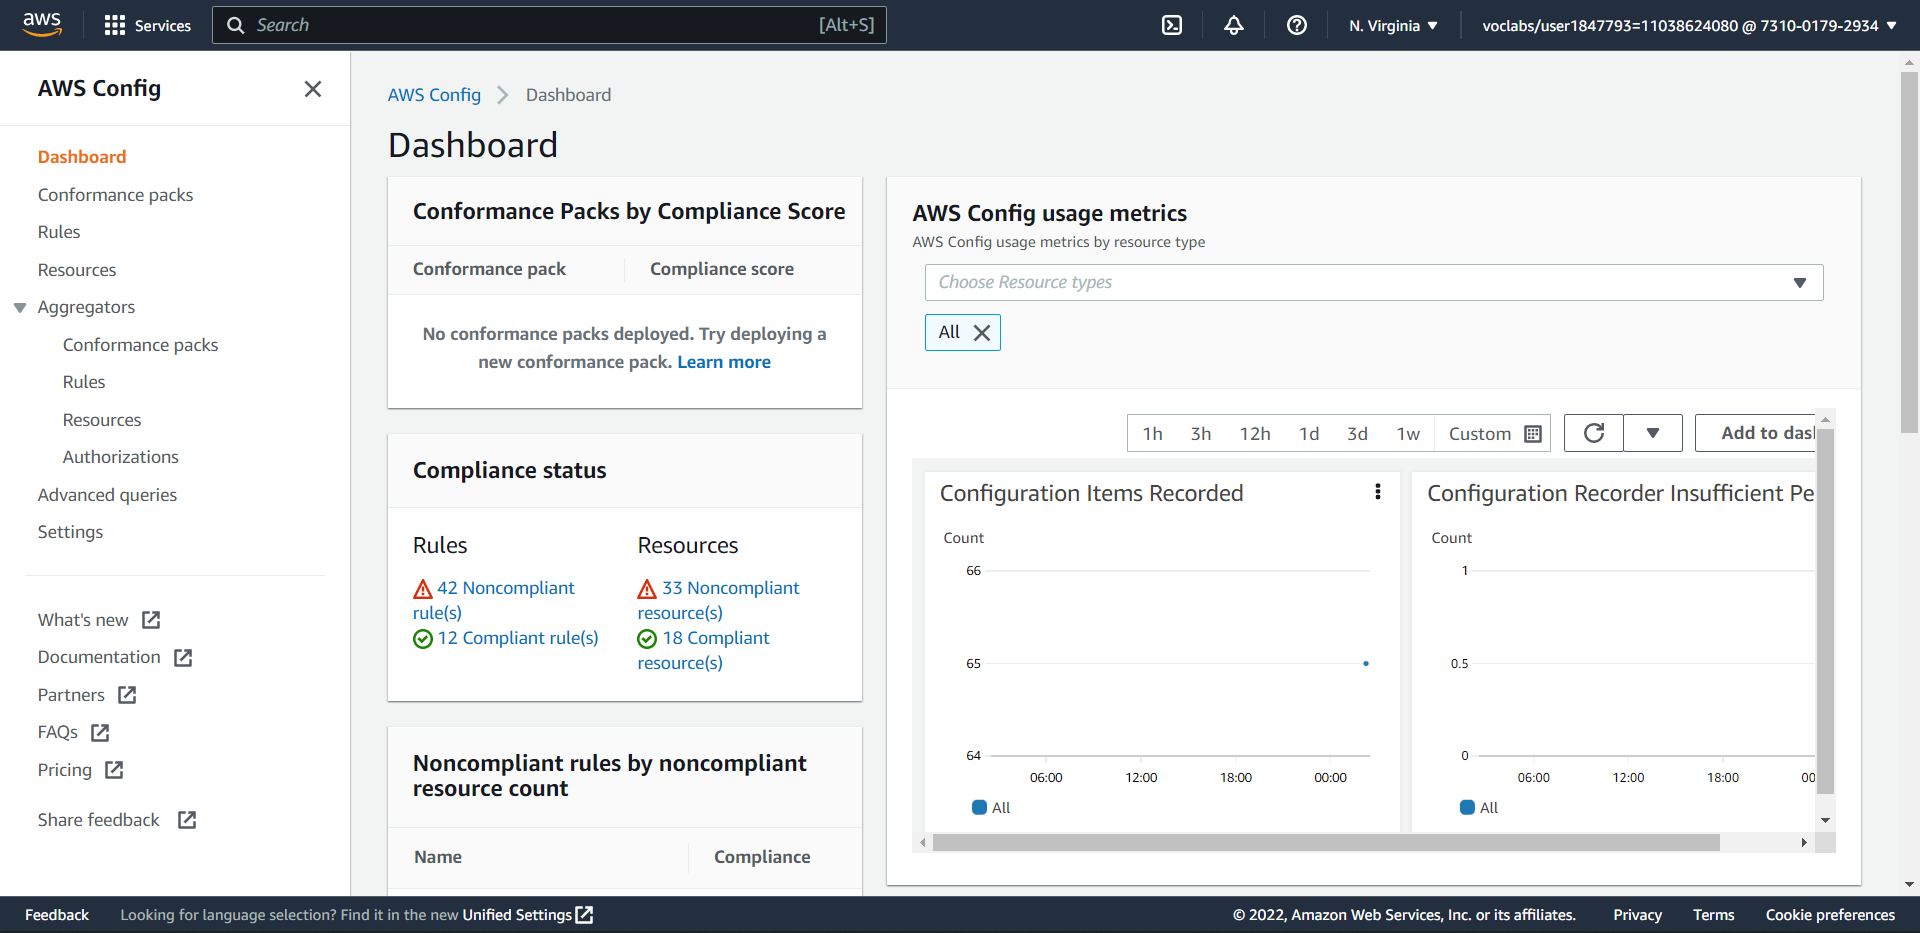 aws
Services
Search
[Alt+S]
N. Virginia
voclabs/user1847793=11038624080 @ 7310-0179-2934
AWS Config
Dashboard
Conformance packs
Rules
Resources
Aggregators
Conformance packs
Rules
Resources
Authorizations
Advanced queries
Settings
What's new
Documentation
Partners
FAQs
Pricing
Share feedback
AWS Config
Dashboard
Dashboard
Conformance Packs by Compliance Score
Conformance pack
Compliance score
No conformance packs deployed. Try deploying a
new conformance pack. Learn more
Compliance status
Rules
42 Noncompliant
rule(s)
12 Compliant rule(s)
Resources
33 Noncompliant
resource(s)
18 Compliant
resource(s)
Noncompliant rules by noncompliant
resource count
Name
Compliance
AWS Config usage metrics
AWS Config usage metrics by resource type
Choose Resource types
All
1h 3h 12h 1d 3d 1w Custom
Add to das
Configuration Items Recorded
Count
66
65
64
06:00 12:00 18:00 00:00
All
Configuration Recorder Insufficient Pe
Count
1
0.5
0
06:00 12:00 18:00 00
All
Feedback
Looking for language selection? Find it in the new Unified Settings
© 2022, Amazon Web Services, Inc. or its affiliates.
Privacy
Terms
Cookie preferences